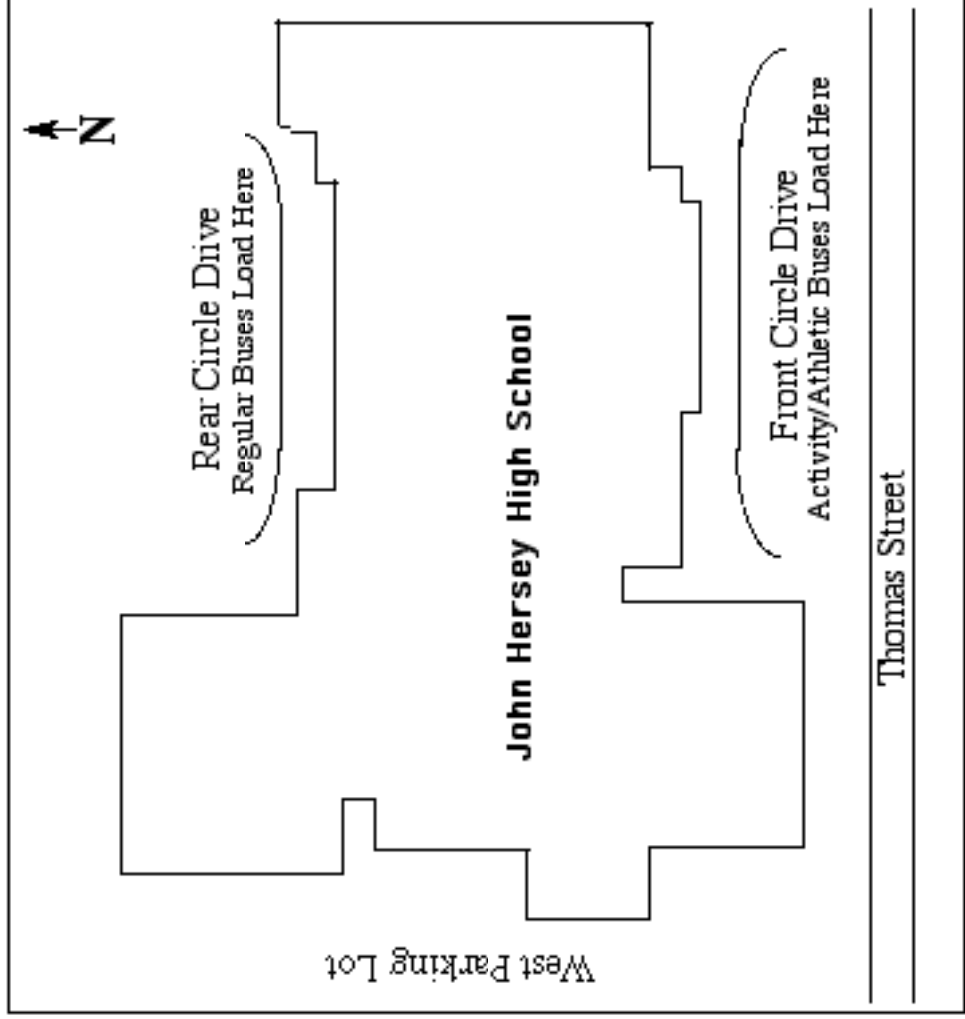 N
Rear Circle Drive
Regular Buses Load Here
John Hersey High School
Front Circle Drive
Activity/Athletic Buses Load Here
Thomas Street
West Parking Lot